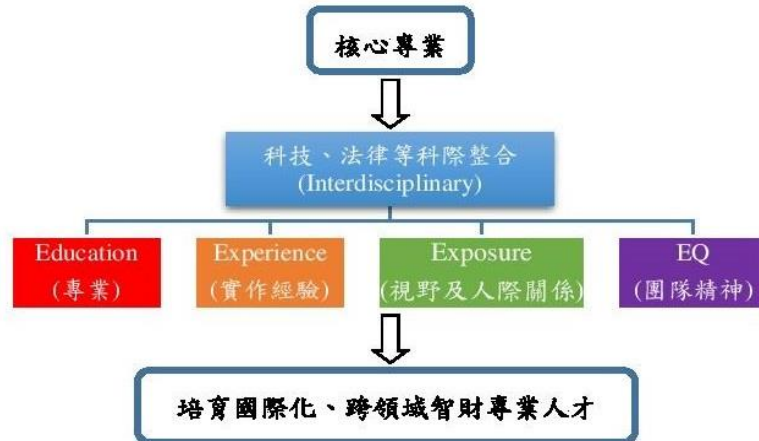 核心專業
科技、法律等科際整合
(Interdisciplinary)
Education
(專業)
Experience
(實作經驗)
Exposure
(視野及人際關係)
EQ
(團隊精神)
培育國際化、跨領域智財專業人才